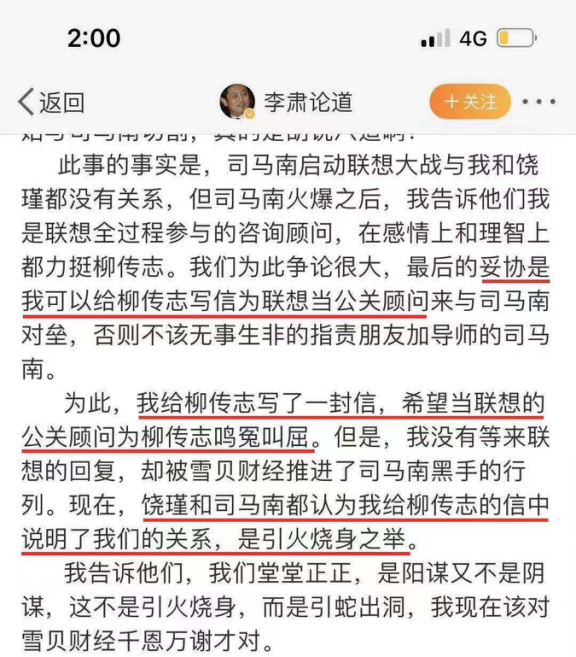 2:00
4G
返回
李肃论道
+关注
此事的事实是，司马南启动联想大战与我和饶
瑾都没有关系，但司马南火爆之后，我告诉他们我
是联想全过程参与的咨询顾问，在感情上和理智上
都力挺柳传志。我们为此争论很大，最后的妥协是
我可以给柳传志写信为联想当公关顾问来与司马南
对垒，否则不该无事生非的指责朋友加导师的司马
南。
为此，我给柳传志写了一封信，希望当联想的
公关顾问为柳传志鸣冤叫屈。但是，我没有等来联
想的回复，却被雪贝财经推进了司马南黑手的行
列。现在，饶瑾和司马南都认为我给柳传志的信中
说明了我们的关系，是引火烧身之举。
我告诉他们，我们堂堂正正，是阳谋又不是阴
谋，这不是引火烧身，而是引蛇出洞，我现在该对
雪贝财经千恩万谢才对。